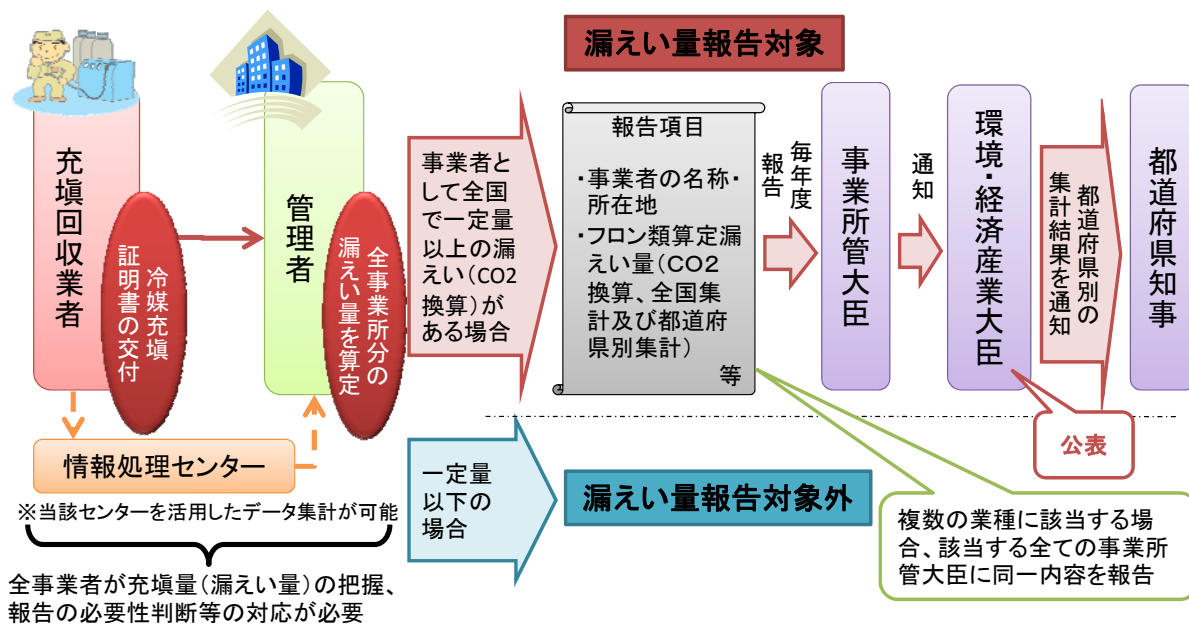 漏えい量報告対象
充塡回収業者
冷媒充塡
証明書の交付
管理者
全事業所分の
漏えい量を算定
事業者と
して全国
で一定量
以上の漏
えい(CO2
換算)が
ある場合
報告項目
・事業者の名称・
所在地
・フロン類算定漏
えい量(CO2
換算、全国集
計及び都道府
県別集計)
等
毎年度
報告
事業所管大臣
通知
環境・経済産業大臣
都道府県別の
集計結果を通知
都道府県知事
公表
情報処理センター
※当該センターを活用したデータ集計が可能
全事業者が充塡量(漏えい量)の把握、
報告の必要性判断等の対応が必要
一定量
以下の
場合
漏えい量報告対象外
複数の業種に該当する場
合、該当する全ての事業所
管大臣に同一内容を報告